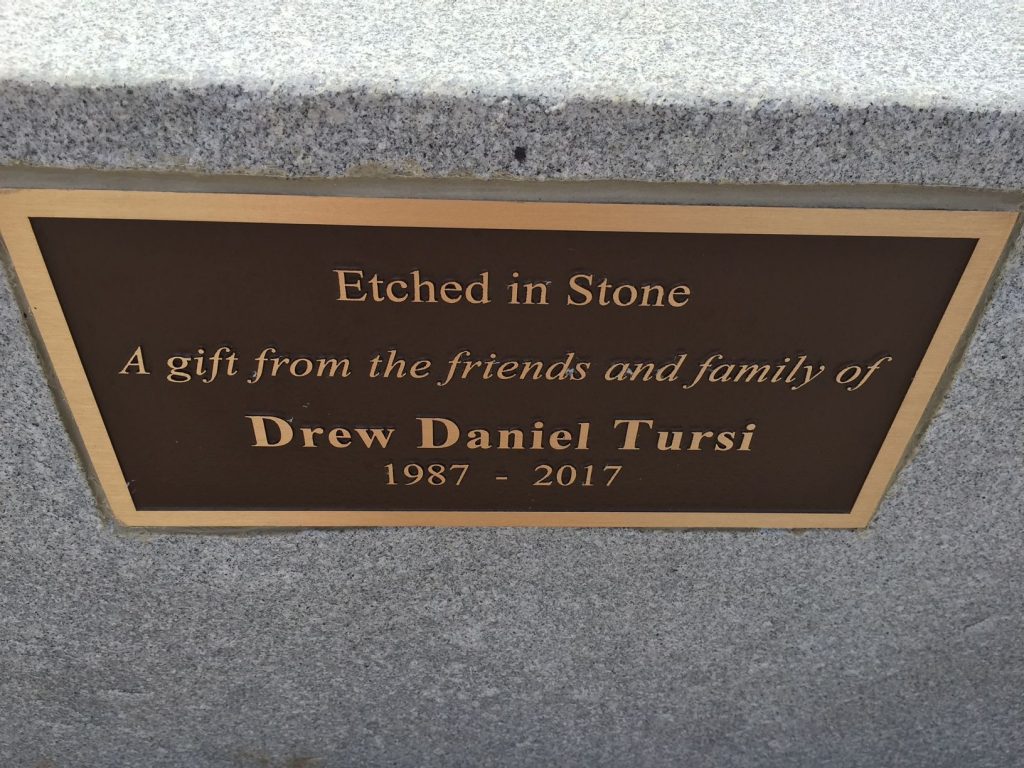 Etched in Stone
A gift from the friends and family of
Drew Daniel Tursi
1987 - 2017